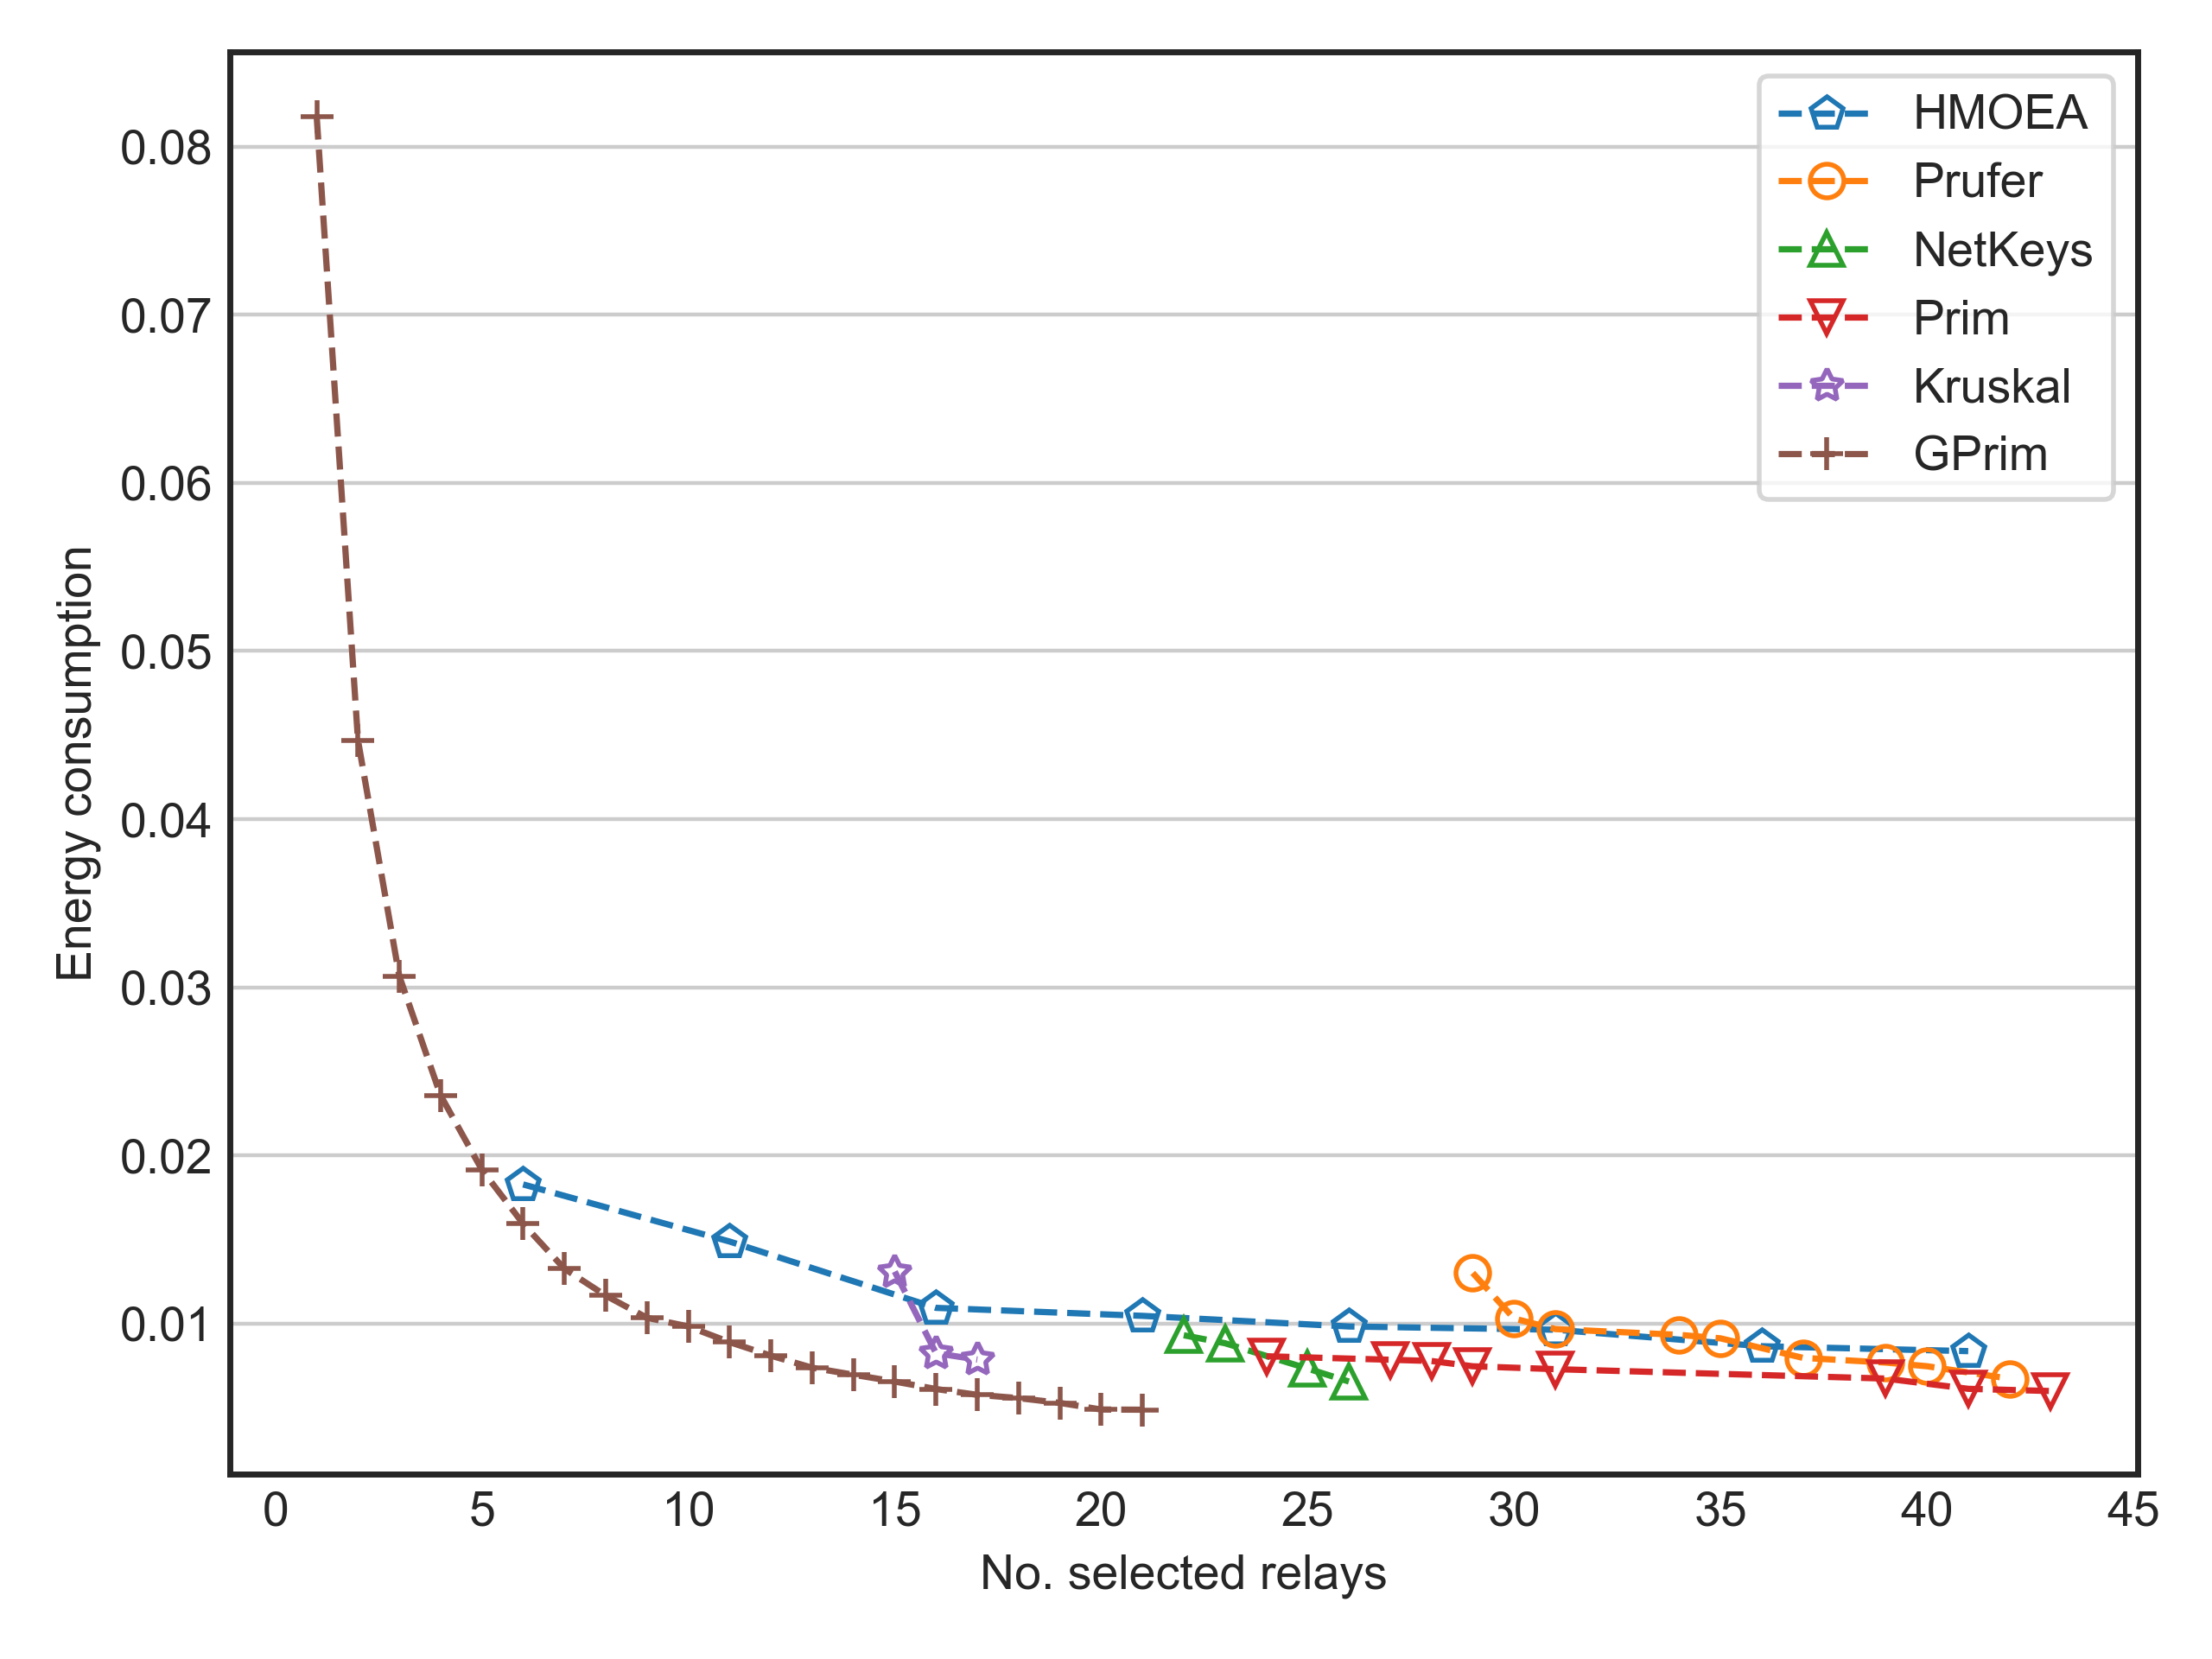 HMOEA
Prufer
NetKeys
Prim
Kruskal
GPrim
0.08
0.07
0.06
0.05
0.04
0.03
0.02
0.01
Energy consumption
0 5 10 15 20 25 30 35 40 45
No. selected relays